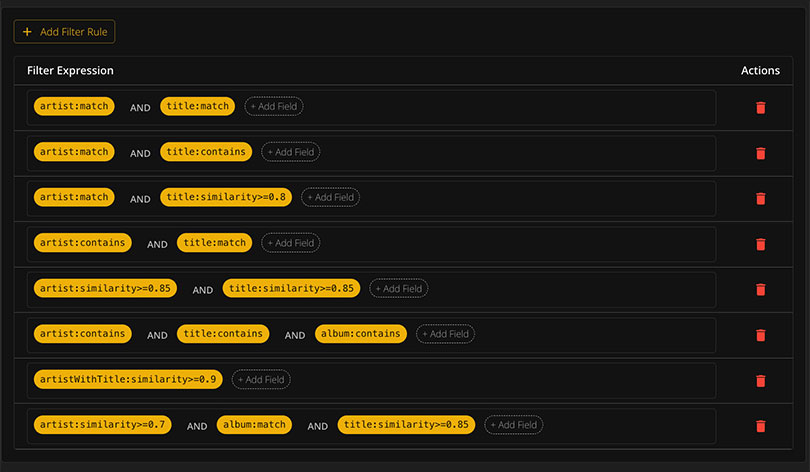 + Add Filter Rule
Filter Expression Actions
artist:match AND title:match + Add Field
artist:match AND title:contains + Add Field
artist:match AND title:similarity>=0.8 + Add Field
artist:contains AND title:match + Add Field
artist:similarity>=0.85 AND title:similarity>=0.85 + Add Field
artist:contains AND title:contains AND album:contains + Add Field
artistWithTitle:similarity>=0.9 + Add Field
artist:similarity>=0.7 AND album:match AND title:similarity>=0.85 + Add Field